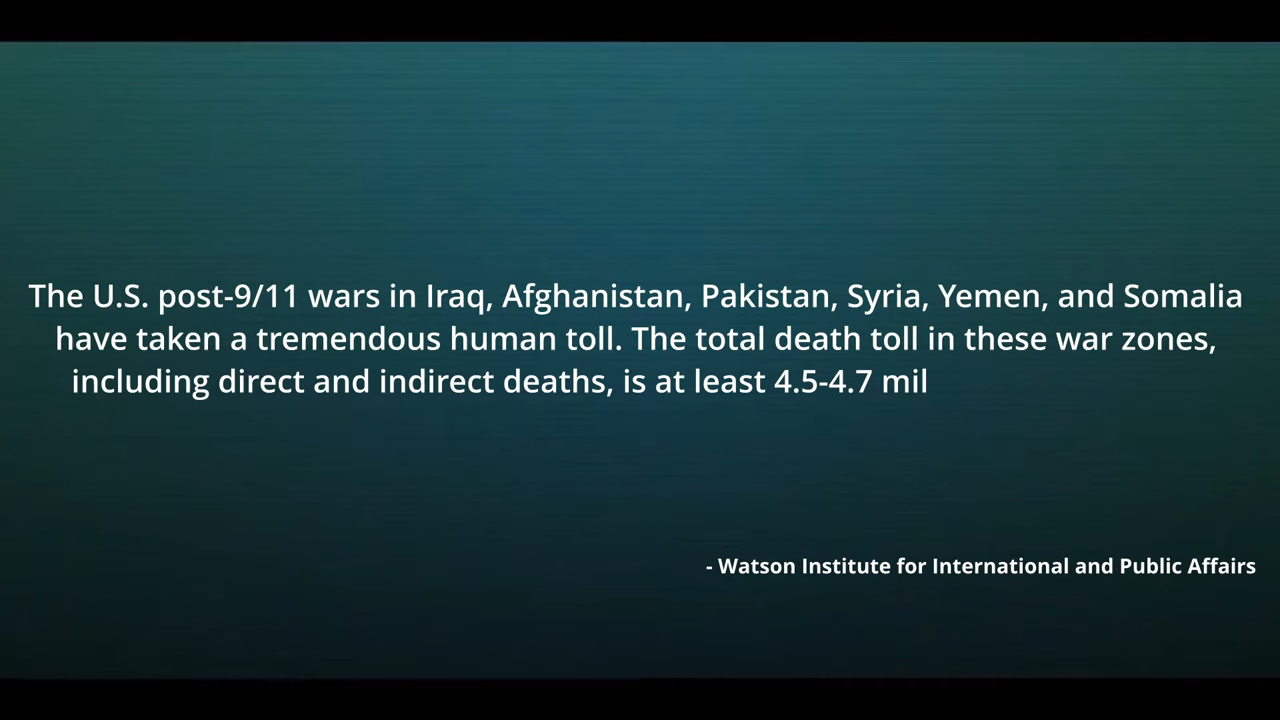 The U.S. post-9/11 wars in Iraq, Afghanistan, Pakistan, Syria, Yemen, and Somalia
have taken a tremendous human toll. The total death toll in these war zones,
including direct and indirect deaths, is at least 4.5-4.7 mil
- Watson Institute for International and Public Affairs